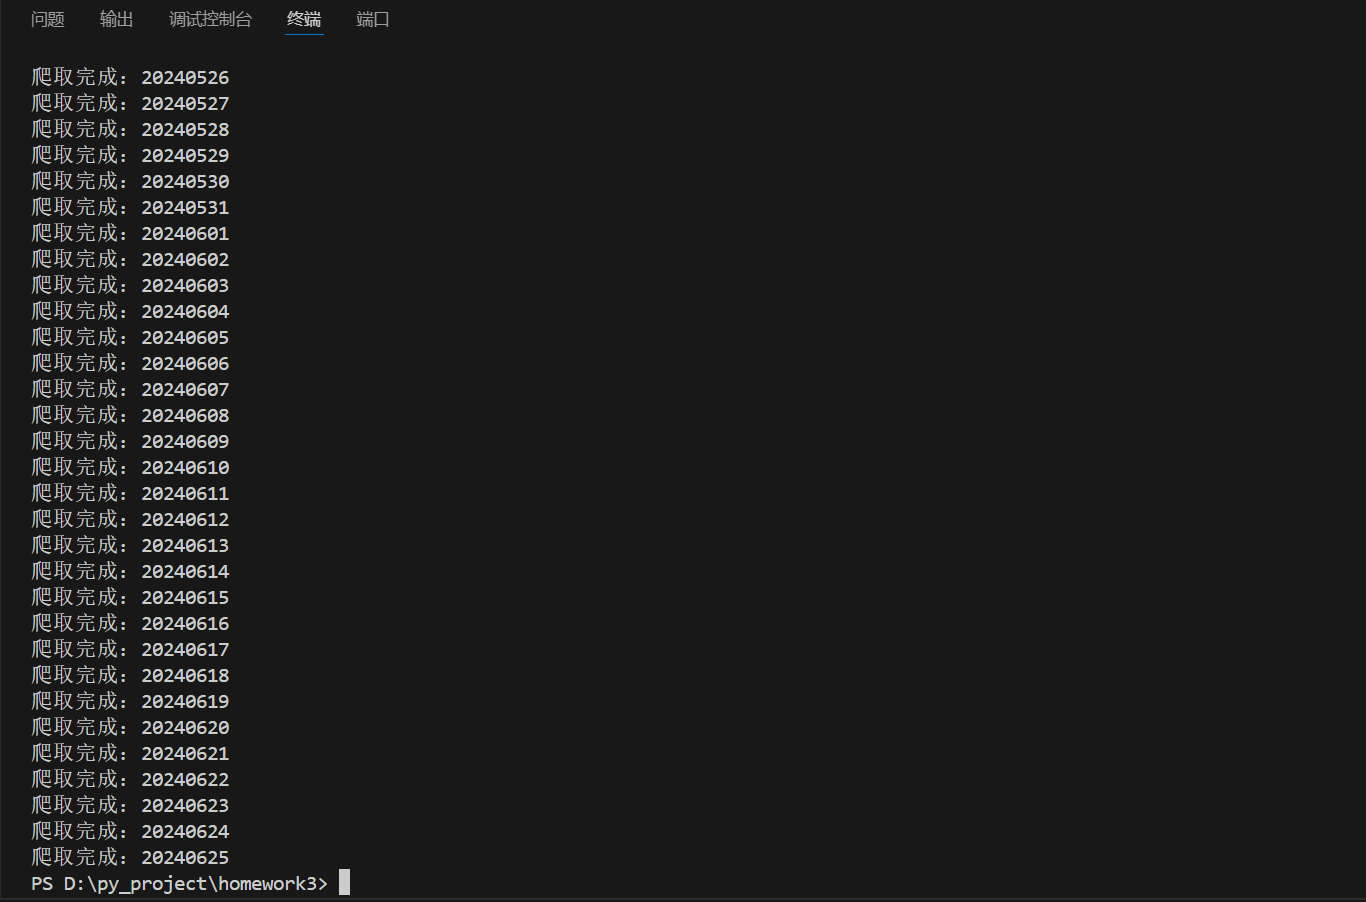 问题 输出 调试控制台 终端 端口
爬取完成: 20240526
爬取完成: 20240527
爬取完成: 20240528
爬取完成: 20240529
爬取完成: 20240530
爬取完成: 20240531
爬取完成: 20240601
爬取完成: 20240602
爬取完成: 20240603
爬取完成: 20240604
爬取完成: 20240605
爬取完成: 20240606
爬取完成: 20240607
爬取完成: 20240608
爬取完成: 20240609
爬取完成: 20240610
爬取完成: 20240611
爬取完成: 20240612
爬取完成: 20240613
爬取完成: 20240614
爬取完成: 20240615
爬取完成: 20240616
爬取完成: 20240617
爬取完成: 20240618
爬取完成: 20240619
爬取完成: 20240620
爬取完成: 20240621
爬取完成: 20240622
爬取完成: 20240623
爬取完成: 20240624
爬取完成: 20240625
PS D:\py_project\homework3>